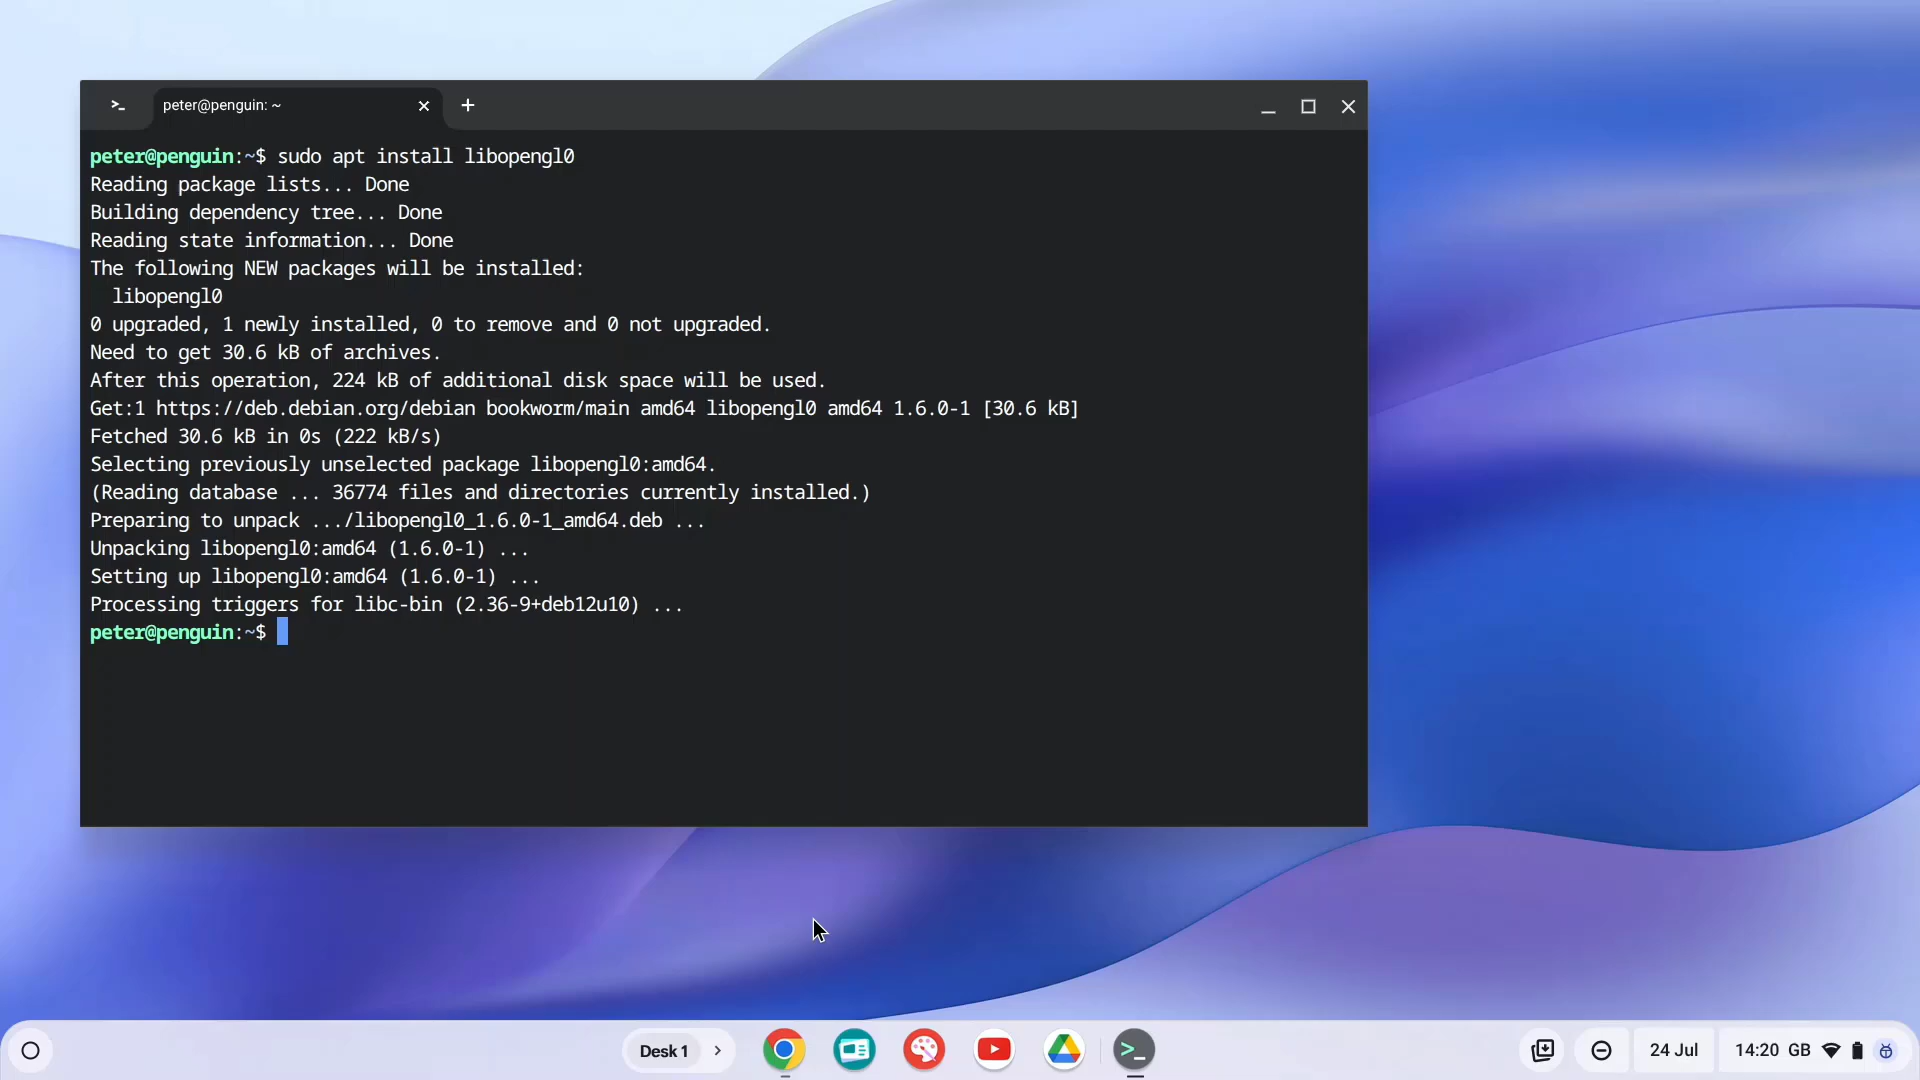 peter@penguin: ~
peter@penguin:~$ sudo apt install libopengl0
Reading package lists... Done
Building dependency tree... Done
Reading state information... Done
The following NEW packages will be installed:
  libopengl0
0 upgraded, 1 newly installed, 0 to remove and 0 not upgraded.
Need to get 30.6 kB of archives.
After this operation, 224 kB of additional disk space will be used.
Get:1 https://deb.debian.org/debian bookworm/main amd64 libopengl0 amd64 1.6.0-1 [30.6 kB]
Fetched 30.6 kB in 0s (222 kB/s)
Selecting previously unselected package libopengl0:amd64.
(Reading database ... 36774 files and directories currently installed.)
Preparing to unpack .../libopengl0_1.6.0-1_amd64.deb ...
Unpacking libopengl0:amd64 (1.6.0-1) ...
Setting up libopengl0:amd64 (1.6.0-1) ...
Processing triggers for libc-bin (2.36-9+deb12u10) ...
peter@penguin:~$
Desk 1
24 Jul
14:20 GB